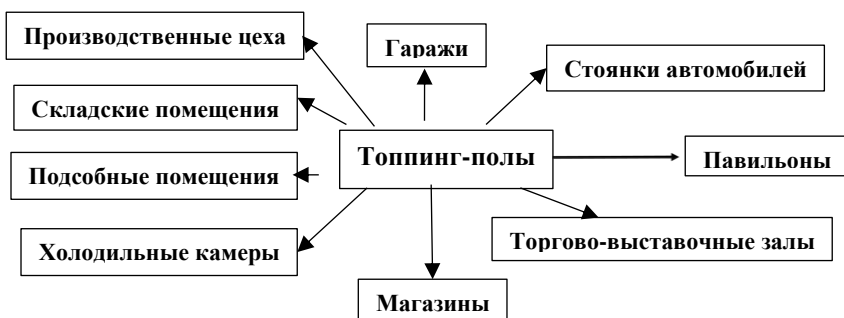 Производственные цеха
Гаражи
Стоянки автомобилей
Складские помещения
Топпинг-полы
Павильоны
Подсобные помещения
Холодильные камеры
Торгово-выставочные залы
Магазины